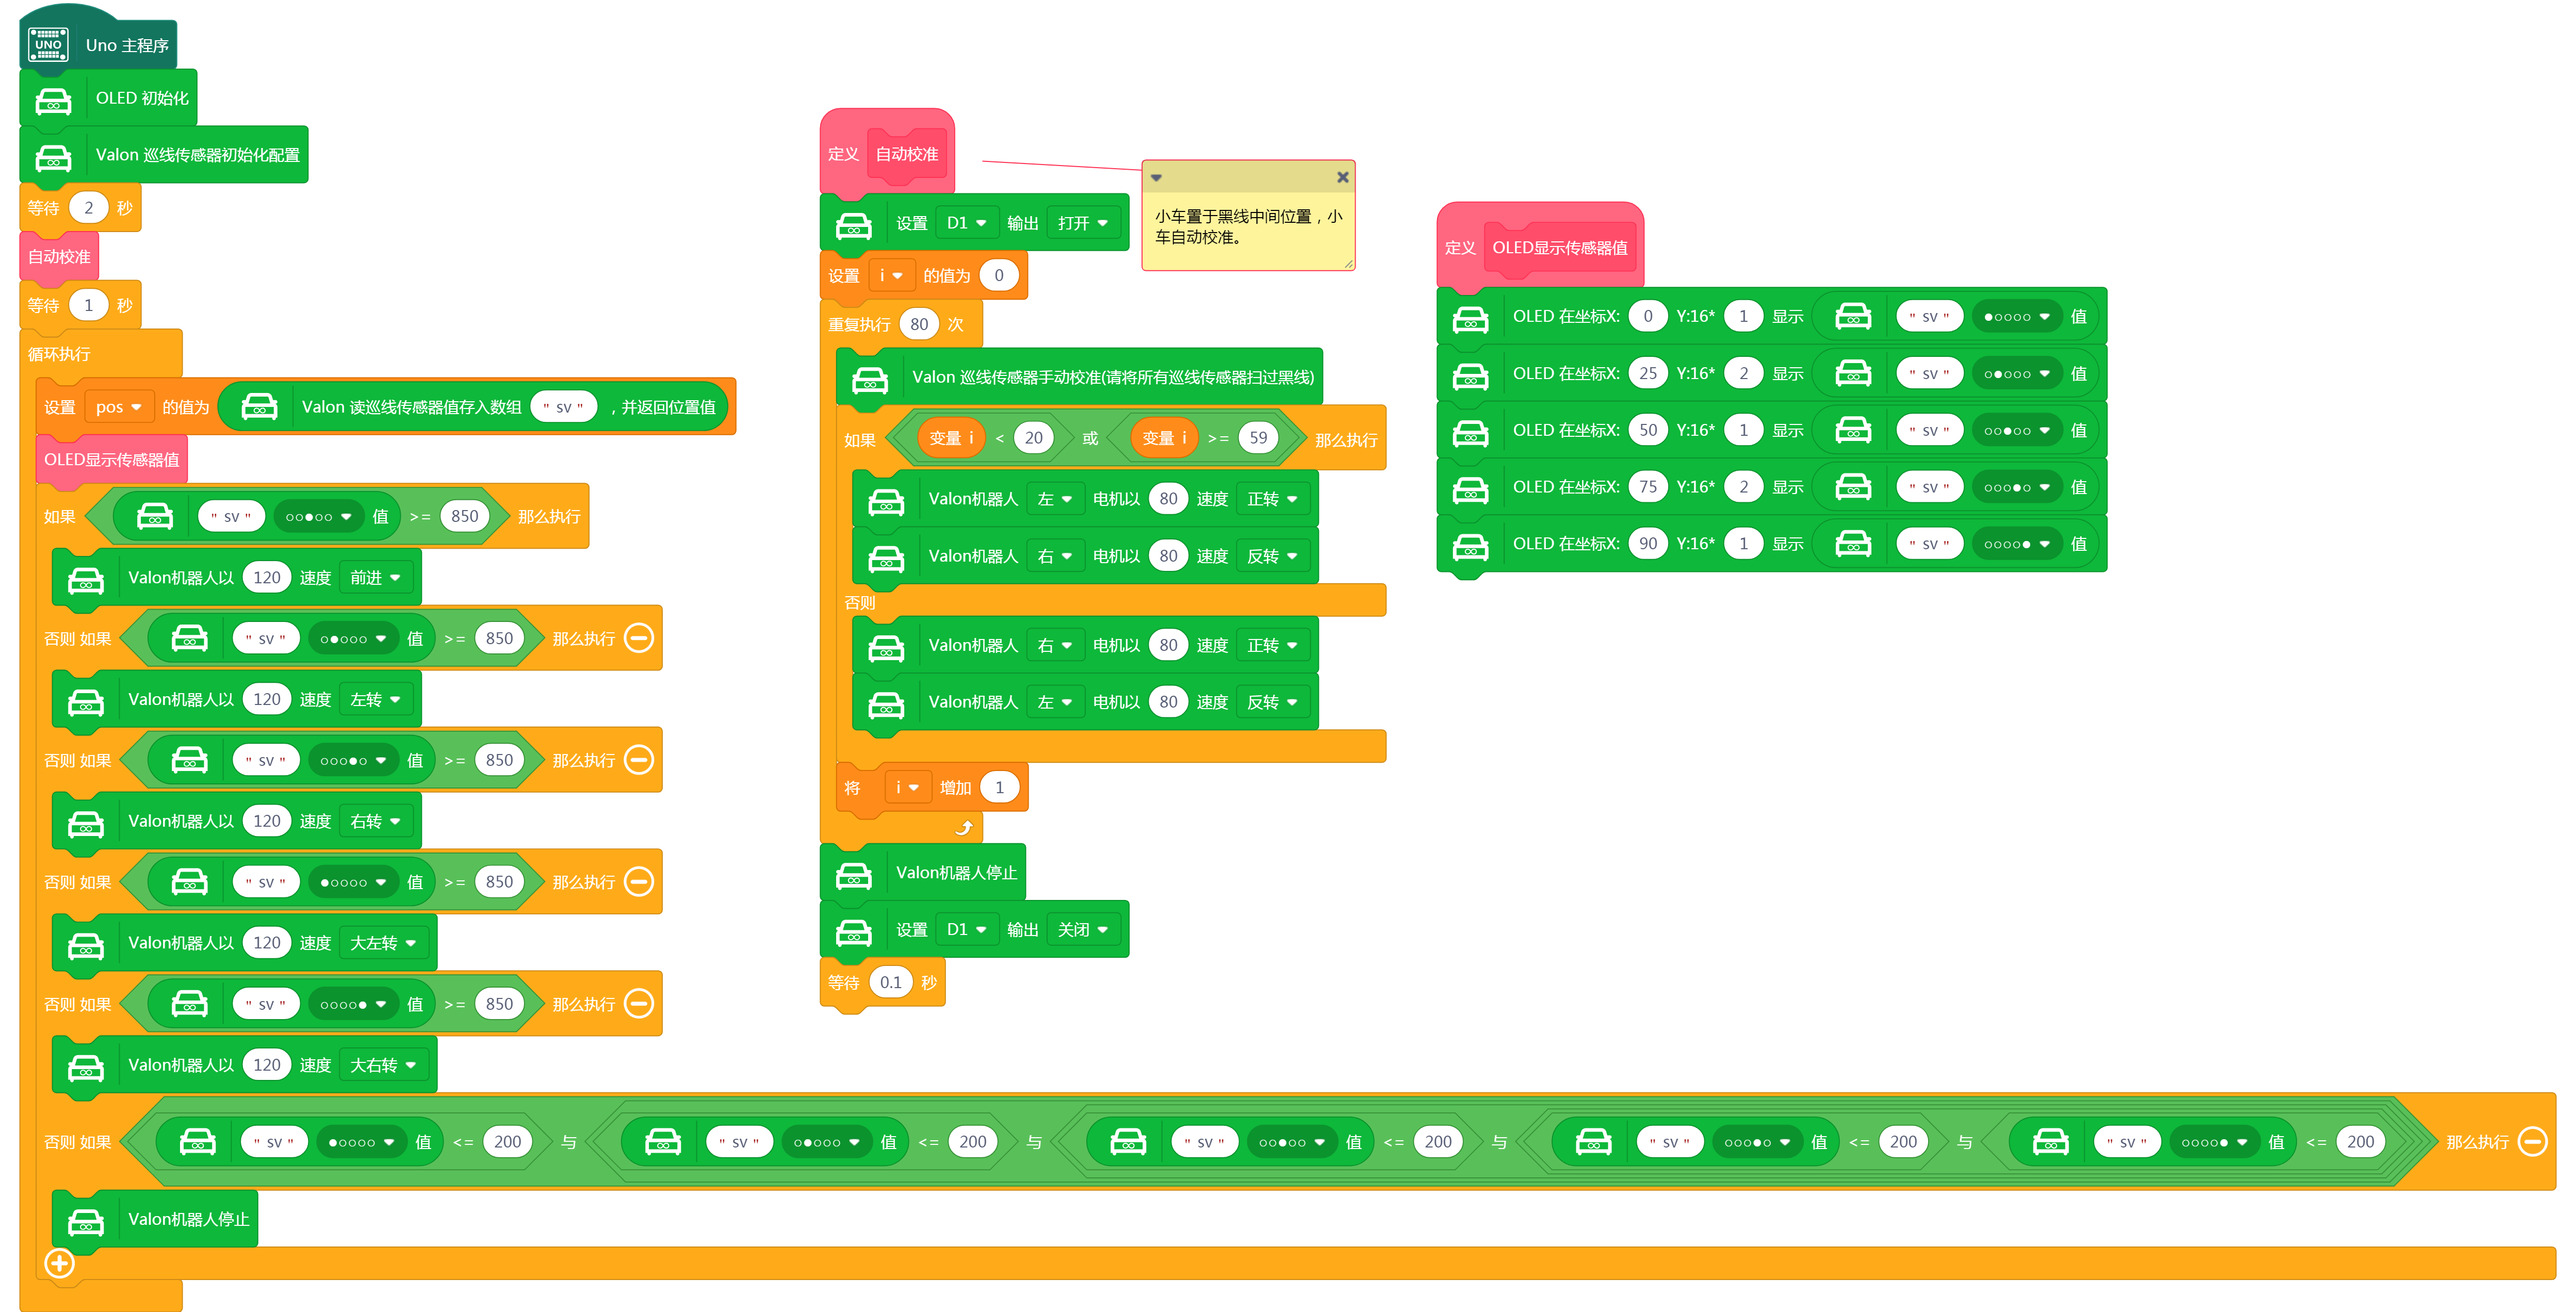 UNO Uno 主程序
OLED 初始化
Valon 巡线传感器初始化配置
等待 2 秒
自动校准
等待 1 秒
循环执行
设置 pos 的值为 Valon 读巡线传感器值存入数组 " sv " ，并返回位置值
OLED显示传感器值
如果 " sv " ○○●○○ 值 >= 850 那么执行
Valon机器人以 120 速度 前进
否则 如果 " sv " ○●○○○ 值 >= 850 那么执行
Valon机器人以 120 速度 左转
否则 如果 " sv " ○○○●○ 值 >= 850 那么执行
Valon机器人以 120 速度 右转
否则 如果 " sv " ●○○○○ 值 >= 850 那么执行
Valon机器人以 120 速度 大左转
否则 如果 " sv " ○○○○● 值 >= 850 那么执行
Valon机器人以 120 速度 大右转
否则 如果 " sv " ●○○○○ 值 <= 200 与 " sv " ○●○○○ 值 <= 200 与 " sv " ○○●○○ 值 <= 200 与 " sv " ○○○●○ 值 <= 200 与 " sv " ○○○○● 值 <= 200 那么执行
Valon机器人停止
定义 自动校准
小车置于黑线中间位置，小
车自动校准。
设置 D1 输出 打开
设置 i 的值为 0
重复执行 80 次
Valon 巡线传感器手动校准(请将所有巡线传感器扫过黑线)
如果 变量 i < 20 或 变量 i >= 59 那么执行
Valon机器人 左 电机以 80 速度 正转
Valon机器人 右 电机以 80 速度 反转
否则
Valon机器人 右 电机以 80 速度 正转
Valon机器人 左 电机以 80 速度 反转
将 i 增加 1
Valon机器人停止
设置 D1 输出 关闭
等待 0.1 秒
定义 OLED显示传感器值
OLED 在坐标X: 0 Y:16* 1 显示 " sv " ●○○○○ 值
OLED 在坐标X: 25 Y:16* 2 显示 " sv " ○●○○○ 值
OLED 在坐标X: 50 Y:16* 1 显示 " sv " ○○●○○ 值
OLED 在坐标X: 75 Y:16* 2 显示 " sv " ○○○●○ 值
OLED 在坐标X: 90 Y:16* 1 显示 " sv " ○○○○● 值